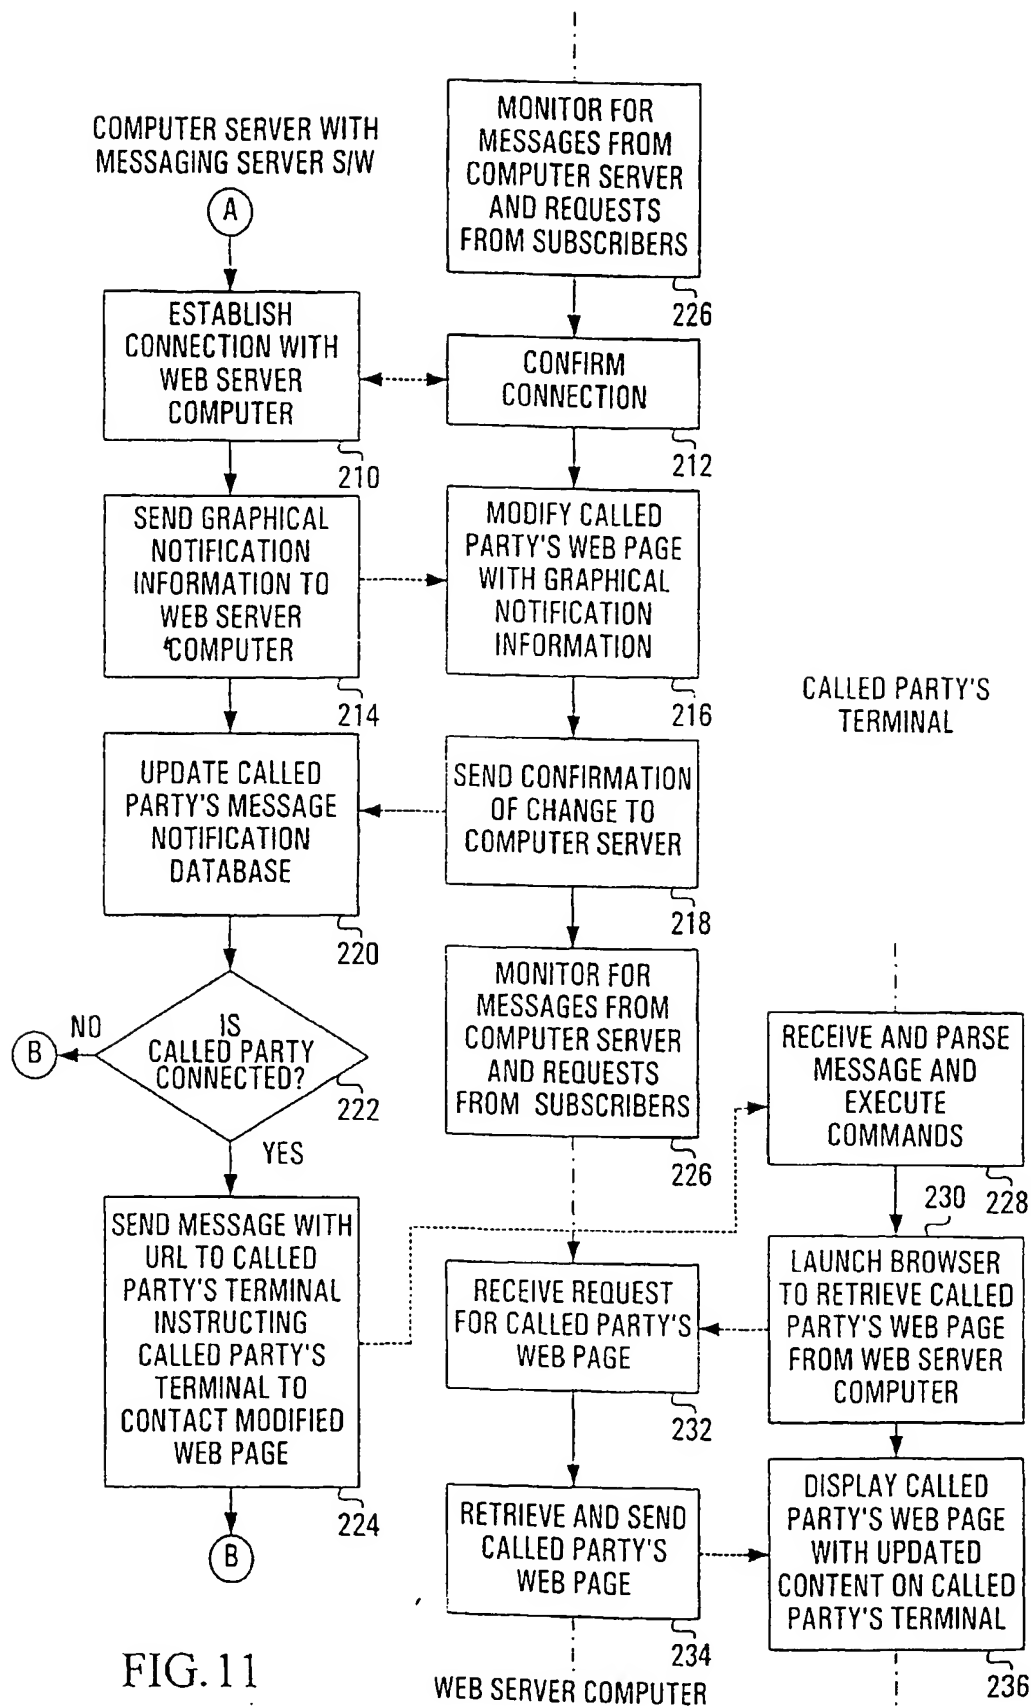 COMPUTER SERVER WITH
MESSAGING SERVER S/W
A
ESTABLISH
CONNECTION WITH
WEB SERVER
COMPUTER
210
SEND GRAPHICAL
NOTIFICATION
INFORMATION TO
WEB SERVER
COMPUTER
214
UPDATE CALLED
PARTY'S MESSAGE
NOTIFICATION
DATABASE
220
IS
CALLED PARTY
CONNECTED?
222
NO
B
YES
SEND MESSAGE WITH
URL TO CALLED
PARTY'S TERMINAL
INSTRUCTING
CALLED PARTY'S
TERMINAL TO
CONTACT MODIFIED
WEB PAGE
224
B
MONITOR FOR
MESSAGES FROM
COMPUTER SERVER
AND REQUESTS
FROM SUBSCRIBERS
226
CONFIRM
CONNECTION
212
MODIFY CALLED
PARTY'S WEB PAGE
WITH GRAPHICAL
NOTIFICATION
INFORMATION
216
SEND CONFIRMATION
OF CHANGE TO
COMPUTER SERVER
218
MONITOR FOR
MESSAGES FROM
COMPUTER SERVER
AND REQUESTS
FROM SUBSCRIBERS
226
RECEIVE REQUEST
FOR CALLED PARTY'S
WEB PAGE
232
RETRIEVE AND SEND
CALLED PARTY'S
WEB PAGE
234
WEB SERVER COMPUTER
CALLED PARTY'S
TERMINAL
RECEIVE AND PARSE
MESSAGE AND
EXECUTE
COMMANDS
228
230
LAUNCH BROWSER
TO RETRIEVE CALLED
PARTY'S WEB PAGE
FROM WEB SERVER
COMPUTER
DISPLAY CALLED
PARTY'S WEB PAGE
WITH UPDATED
CONTENT ON CALLED
PARTY'S TERMINAL
236
FIG. 11